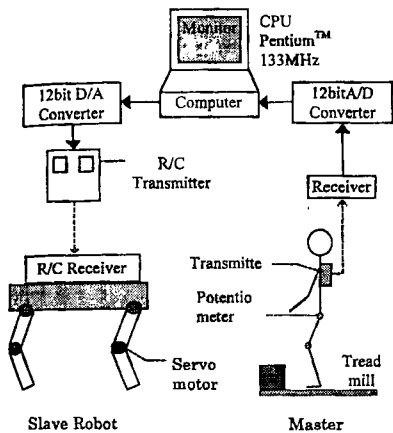 Monitor
CPU
Pentium™
133MHz
12bit D/A
Converter
Computer
12bitA/D
Converter
R/C
Transmitter
Receiver
R/C Receiver
Transmitte
Potentio
meter
Servo
motor
Tread
mill
Slave Robot
Master